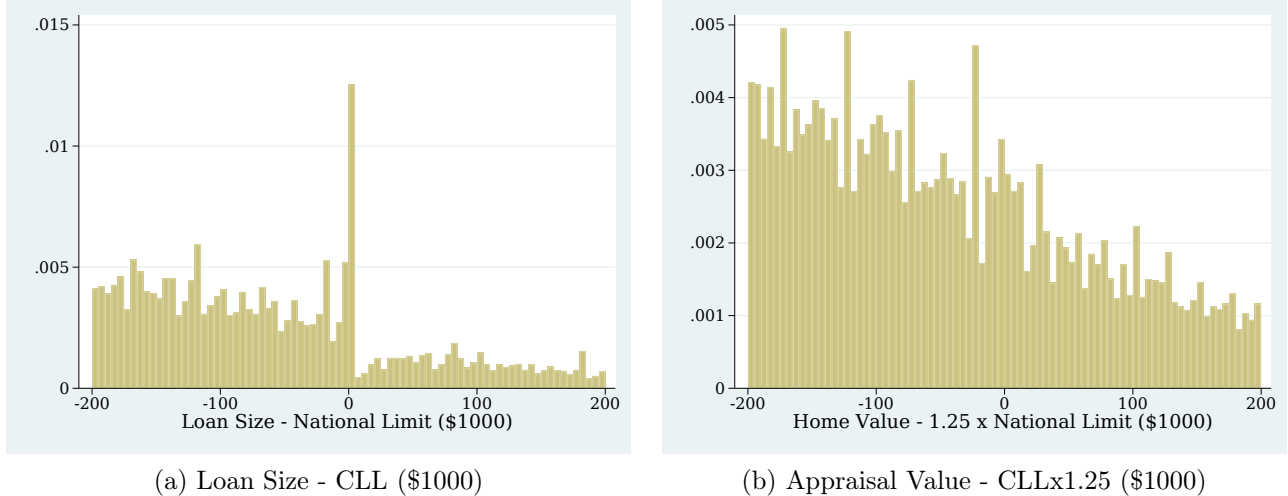 .015
.01
.005
0
-200 -100 0 100 200
Loan Size - National Limit ($1000)
(a) Loan Size - CLL ($1000)
.005
.004
.003
.002
.001
0
-200 -100 0 100 200
Home Value - 1.25 x National Limit ($1000)
(b) Appraisal Value - CLLx1.25 ($1000)